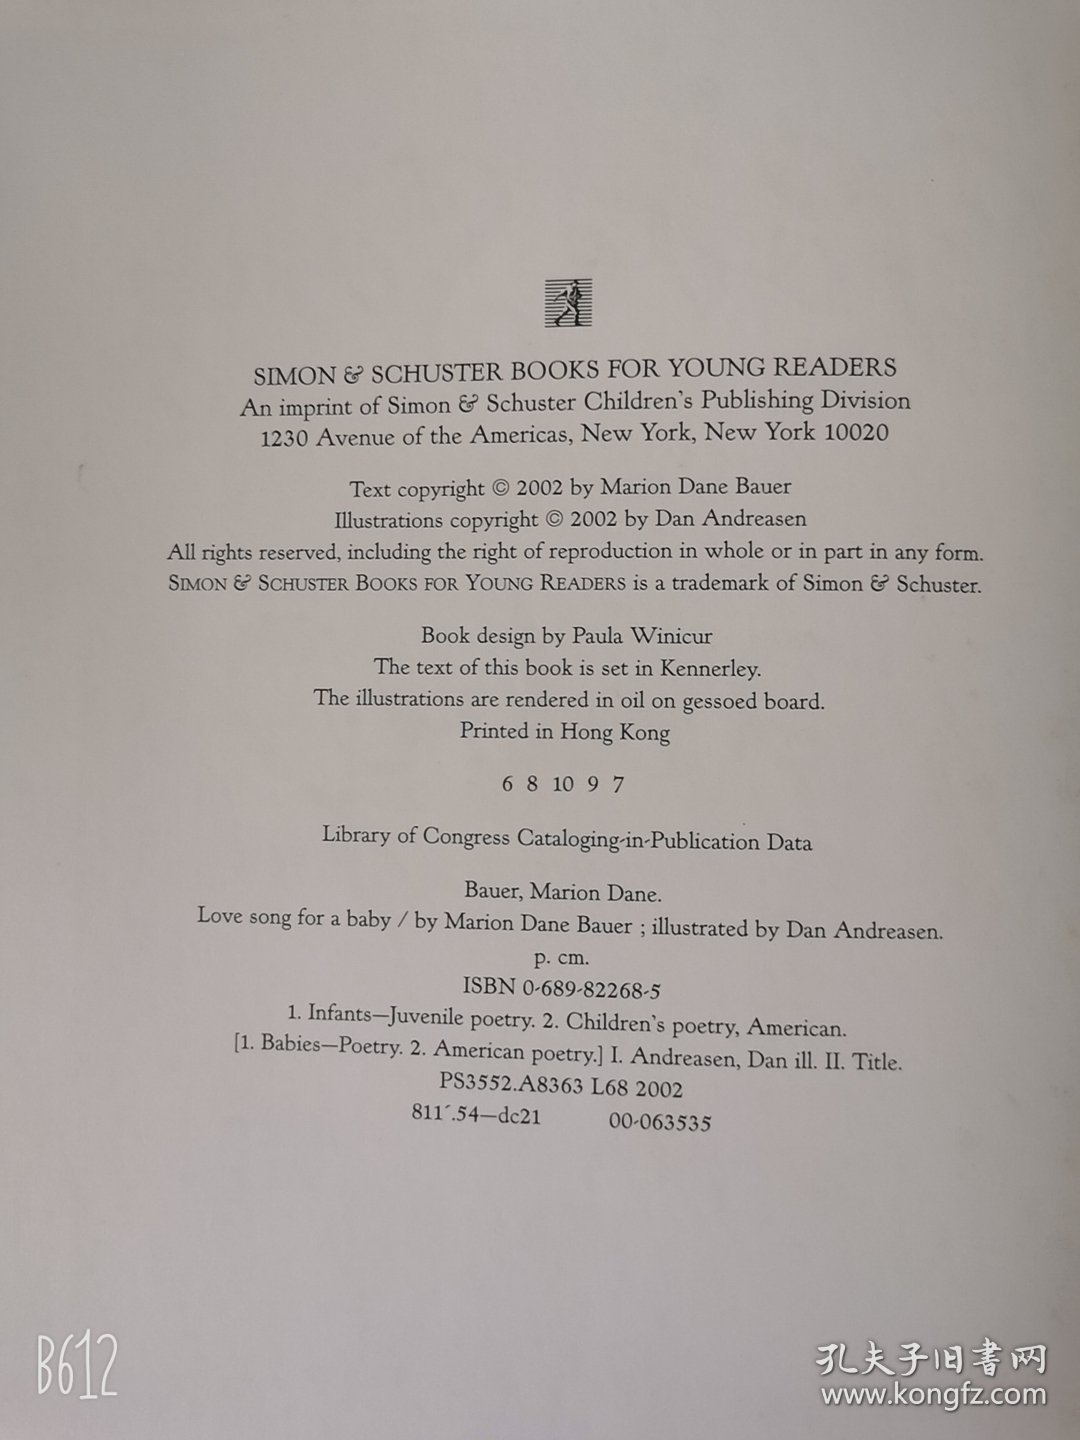 SIMON & SCHUSTER BOOKS FOR YOUNG READERS
An imprint of Simon & Schuster Children's Publishing Division
1230 Avenue of the Americas, New York, New York 10020
Text copyright © 2002 by Marion Dane Bauer
Illustrations copyright © 2002 by Dan Andreasen
All rights reserved, including the right of reproduction in whole or in part in any form.
SIMON & SCHUSTER BOOKS FOR YOUNG READERS is a trademark of Simon & Schuster.
Book design by Paula Winicur
The text of this book is set in Kennerley.
The illustrations are rendered in oil on gessoed board.
Printed in Hong Kong
6 8 10 9 7
Library of Congress Cataloging-in-Publication Data
Bauer, Marion Dane.
Love song for a baby / by Marion Dane Bauer ; illustrated by Dan Andreasen.
p. cm.
ISBN 0-689-82268-5
1. Infants—Juvenile poetry. 2. Children's poetry, American.
[1. Babies—Poetry. 2. American poetry.] I. Andreasen, Dan ill. II. Title.
PS3552.A8363 L68 2002
811´.54—dc21 00-063535
B612
孔夫子旧書网
www.kongfz.com